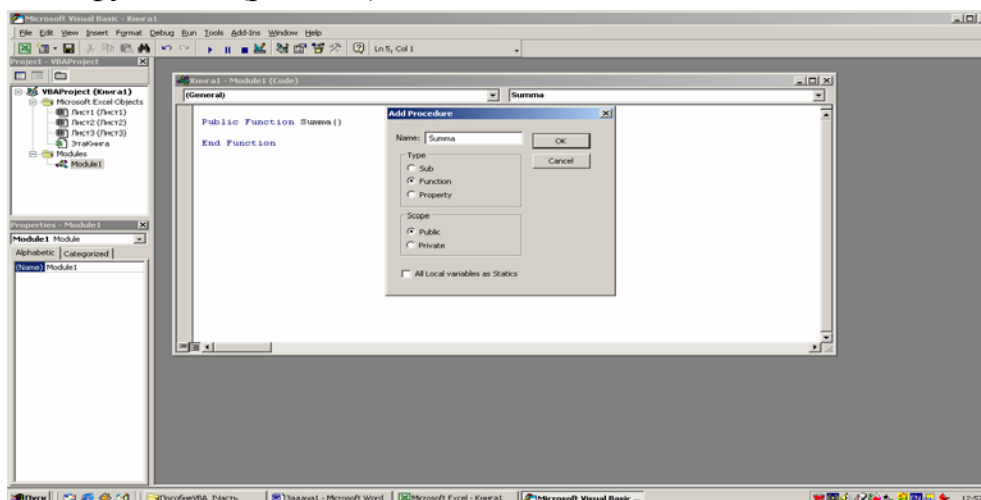 Microsoft Visual Basic - Книга1
File Edit View Insert Format Debug Run Tools Add-Ins Window Help
Ln 5, Col 1
Project - VBAProject
VBAProject (Книга1)
Microsoft Excel Objects
Лист1 (Лист1)
Лист2 (Лист2)
Лист3 (Лист3)
ЭтаКнига
Modules
Module1
Properties - Module1
Module1 Module
Alphabetic Categorized
(Name) Module1
Книга1 - Module1 (Code)
(General) Summa
Public Function Summa()
End Function
Add Procedure
Name: Summa
OK
Type
Cancel
Sub
Function
Property
Scope
Public
Private
All Local variables as Statics
Пуск
Задача1 - Microsoft Word
Microsoft Excel - Книга1
Microsoft Visual Basic ...